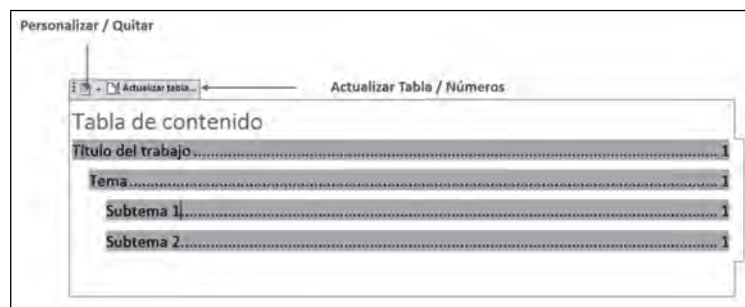 Personalizar / Quitar
Actualizar tabla... Actualizar Tabla / Números
Tabla de contenido
Título del trabajo 1
Tema 1
Subtema 1 1
Subtema 2 1